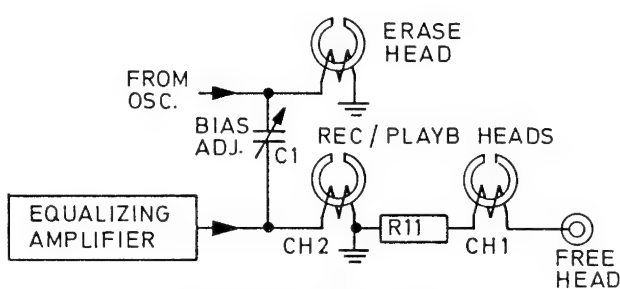 ERASE
HEAD
FROM
OSC.
BIAS
ADJ.
C1
REC / PLAYB HEADS
EQUALIZING
AMPLIFIER
CH2
R11
CH1
FREE
HEAD